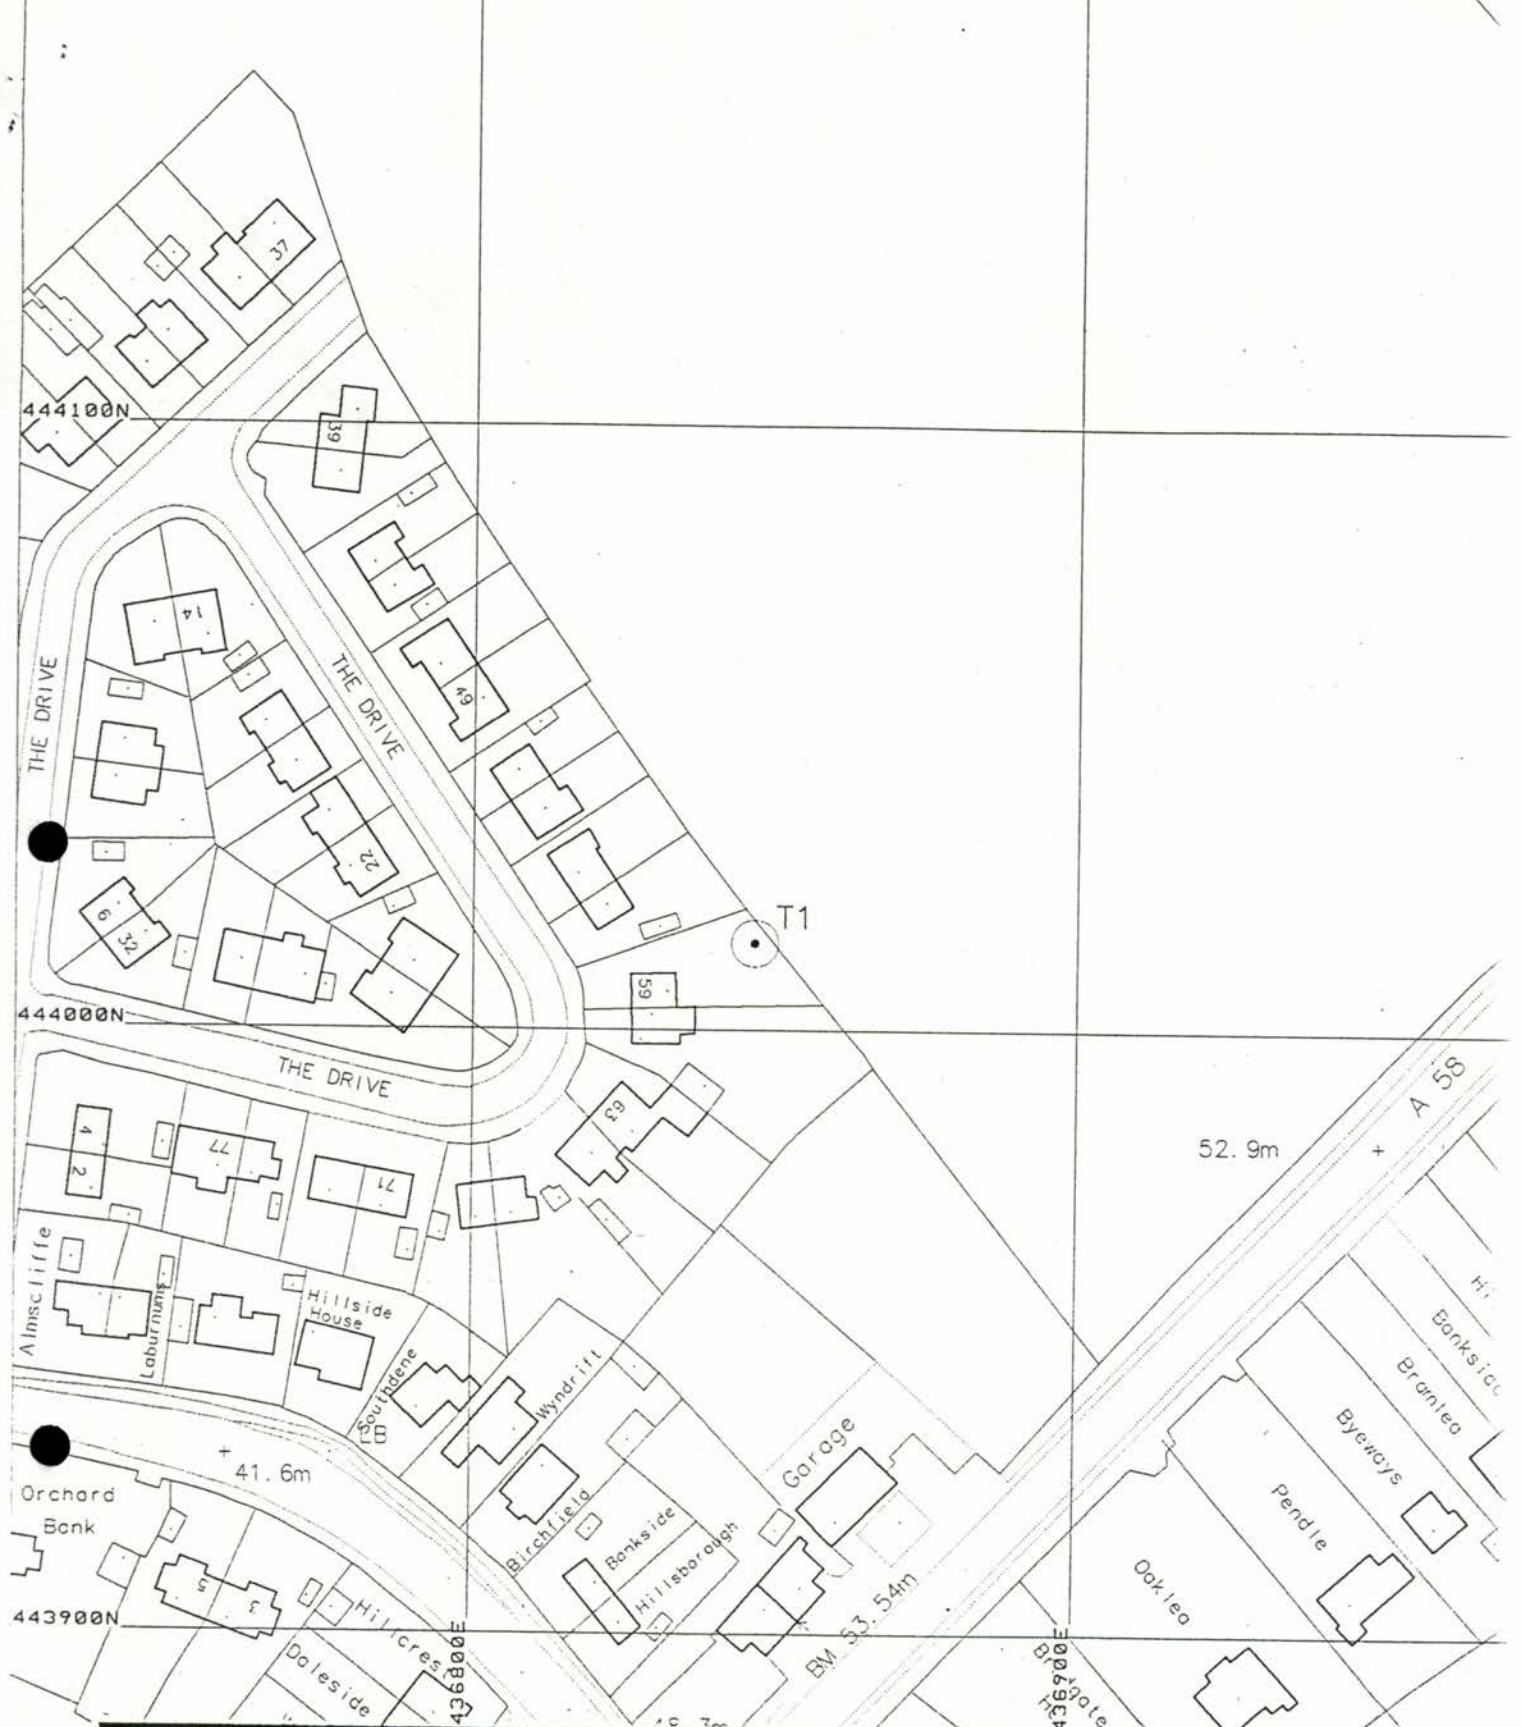 37
444100N
39
14
THE DRIVE
THE DRIVE
49
22
6
32
T1
59
444000N
THE DRIVE
63
A 58
52.9m
4
2
77
71
Almscliffe
Laburnums
Hillside
House
Southdene
LB
Wyndrift
Garage
Bankside
Bramlea
Byeways
Pendle
Oaklea
41.6m
Orchard
Bank
Birchfield
Bankside
Hillsborough
5
3
443900N
Hillcrest
Daleside
436800E
BM 53.54m
436900E